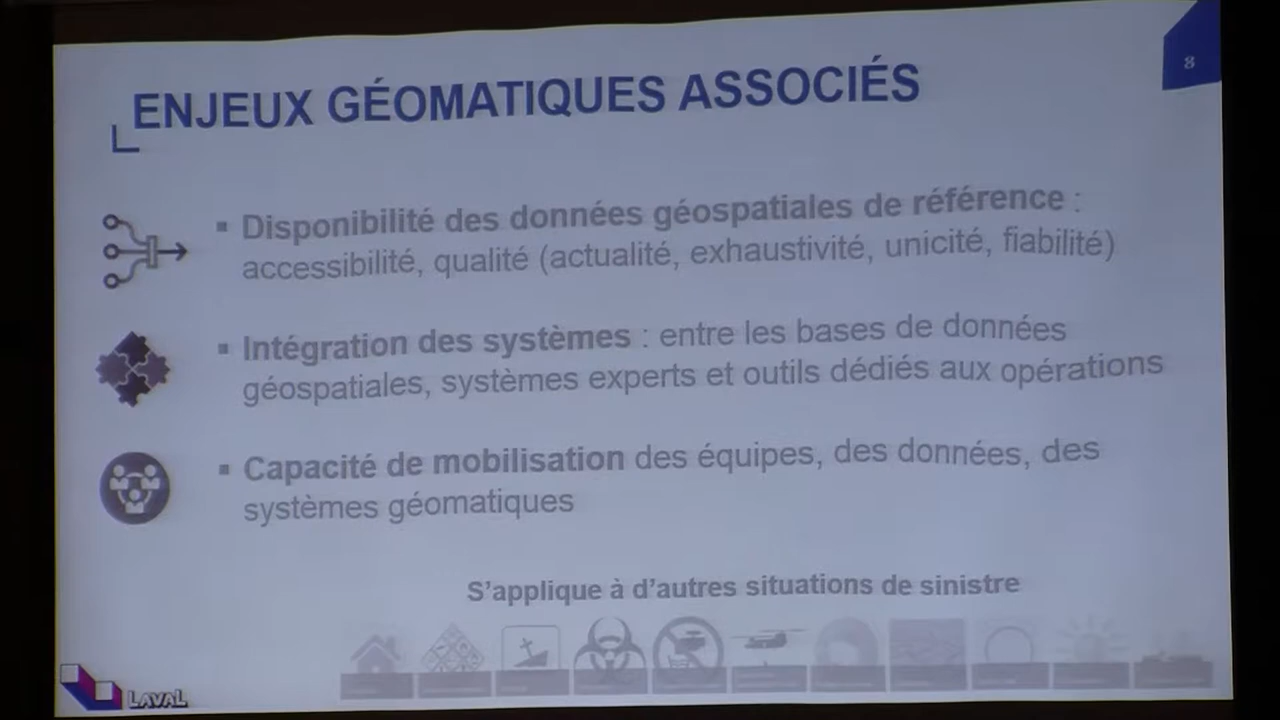 8
ENJEUX GÉOMATIQUES ASSOCIÉS
▪ Disponibilité des données géospatiales de référence :
accessibilité, qualité (actualité, exhaustivité, unicité, fiabilité)
▪ Intégration des systèmes : entre les bases de données
géospatiales, systèmes experts et outils dédiés aux opérations
▪ Capacité de mobilisation des équipes, des données, des
systèmes géomatiques
S'applique à d'autres situations de sinistre
LAVAL